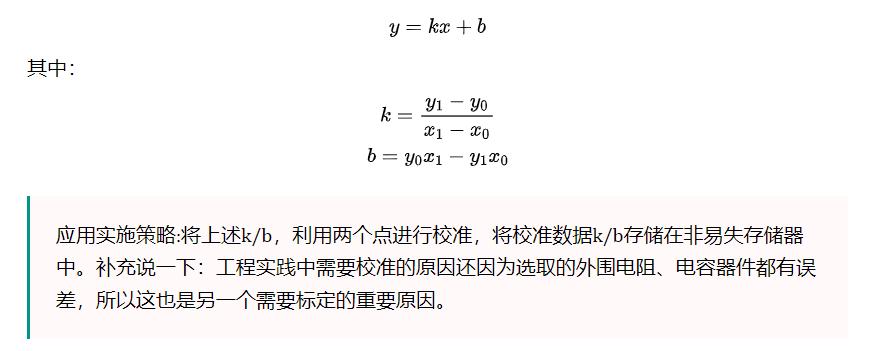 y = kx + b
其中：
k = \frac{y_1 - y_0}{x_1 - x_0}
b = y_0x_1 - y_1x_0
应用实施策略:将上述k/b，利用两个点进行校准，将校准数据k/b存储在非易失存储器
中。补充说一下：工程实践中需要校准的原因还因为选取的外围电阻、电容器件都有误
差，所以这也是另一个需要标定的重要原因。